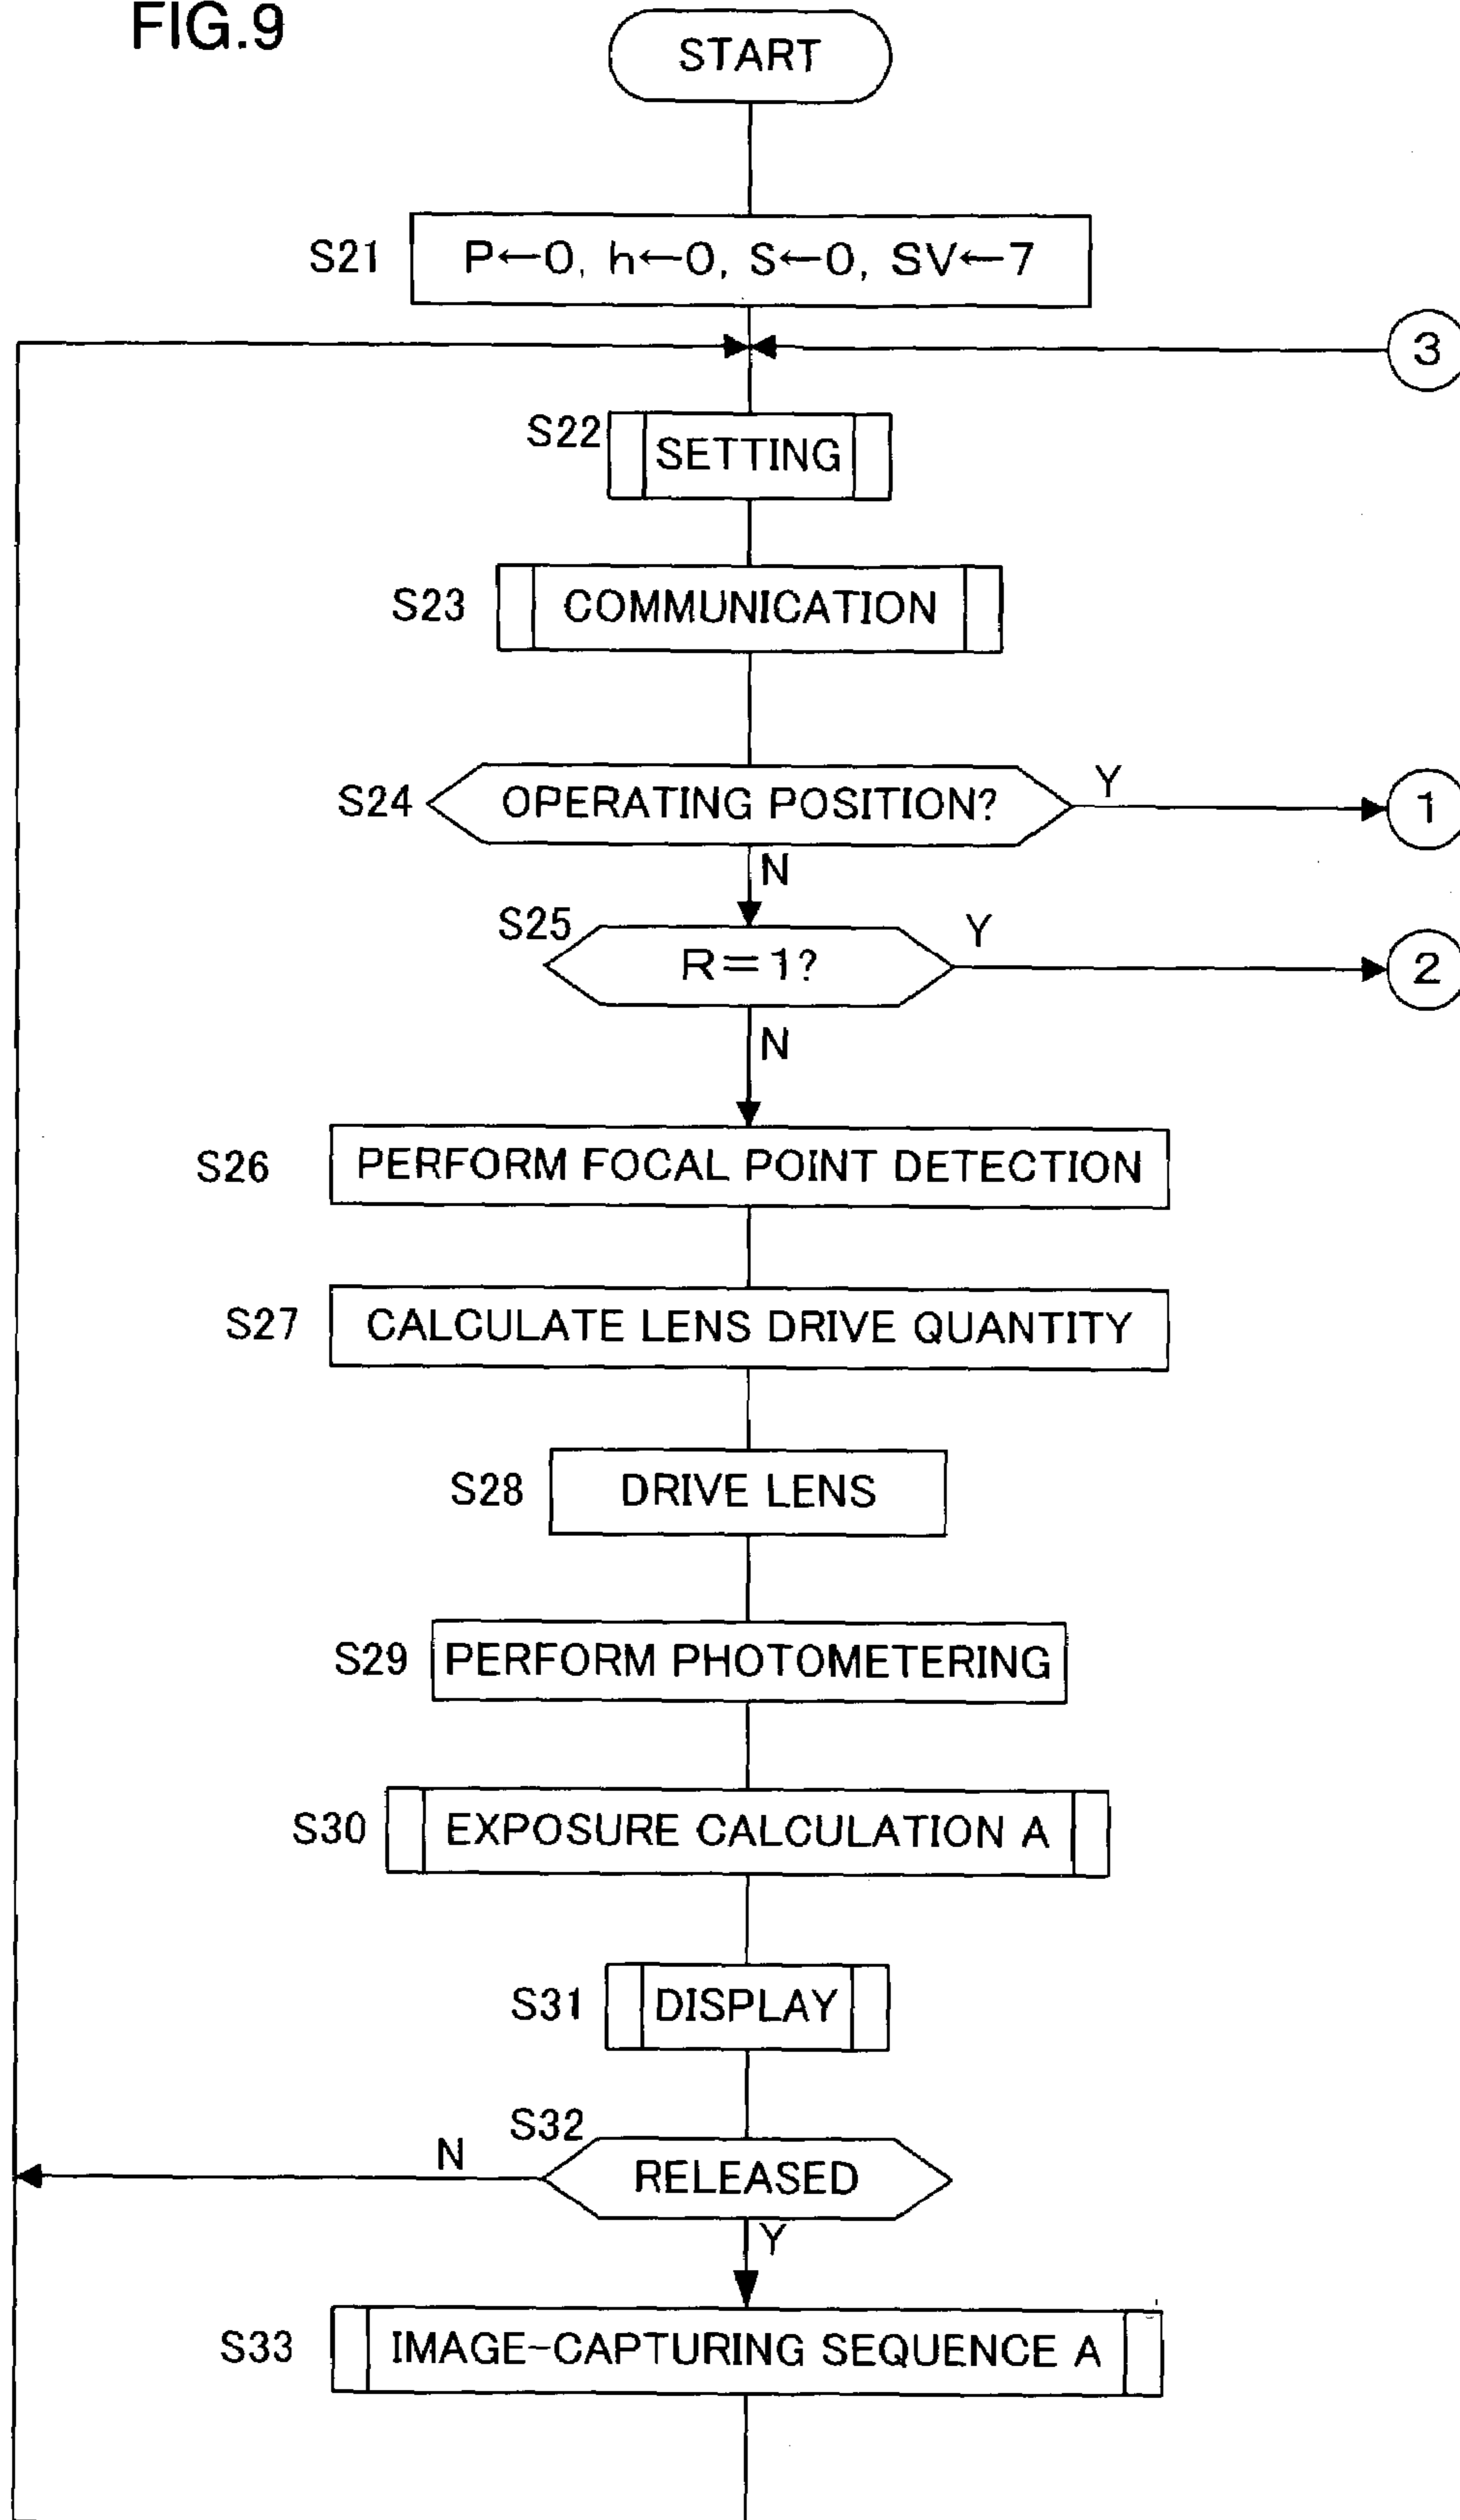 FIG.9
START
S21 P←0, h←0, S←0, SV←7
3
S22 SETTING
S23 COMMUNICATION
S24 OPERATING POSITION? Y 1
N
S25 R=1? Y 2
N
S26 PERFORM FOCAL POINT DETECTION
S27 CALCULATE LENS DRIVE QUANTITY
S28 DRIVE LENS
S29 PERFORM PHOTOMETERING
S30 EXPOSURE CALCULATION A
S31 DISPLAY
S32 RELEASED N
Y
S33 IMAGE-CAPTURING SEQUENCE A